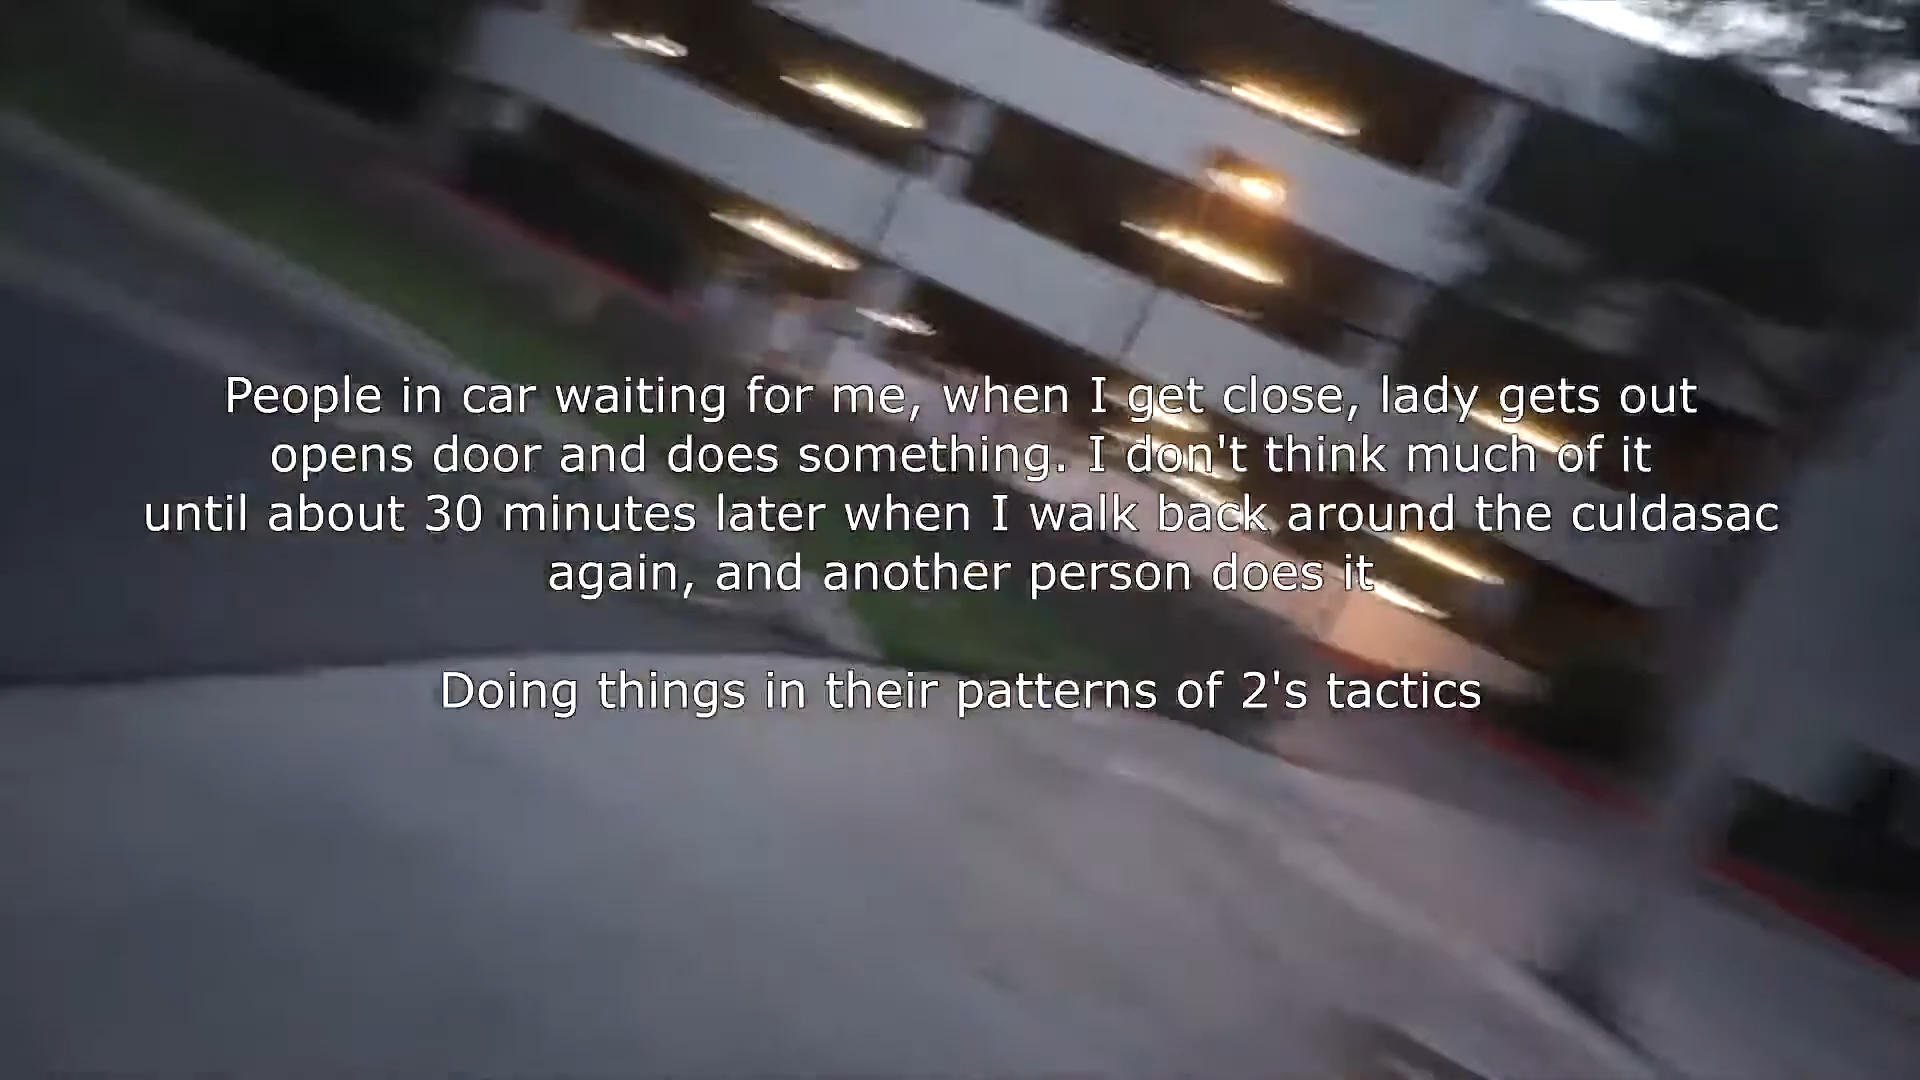 People in car waiting for me, when I get close, lady gets out
opens door and does something. I don't think much of it
until about 30 minutes later when I walk back around the culdasac
again, and another person does it
Doing things in their patterns of 2's tactics